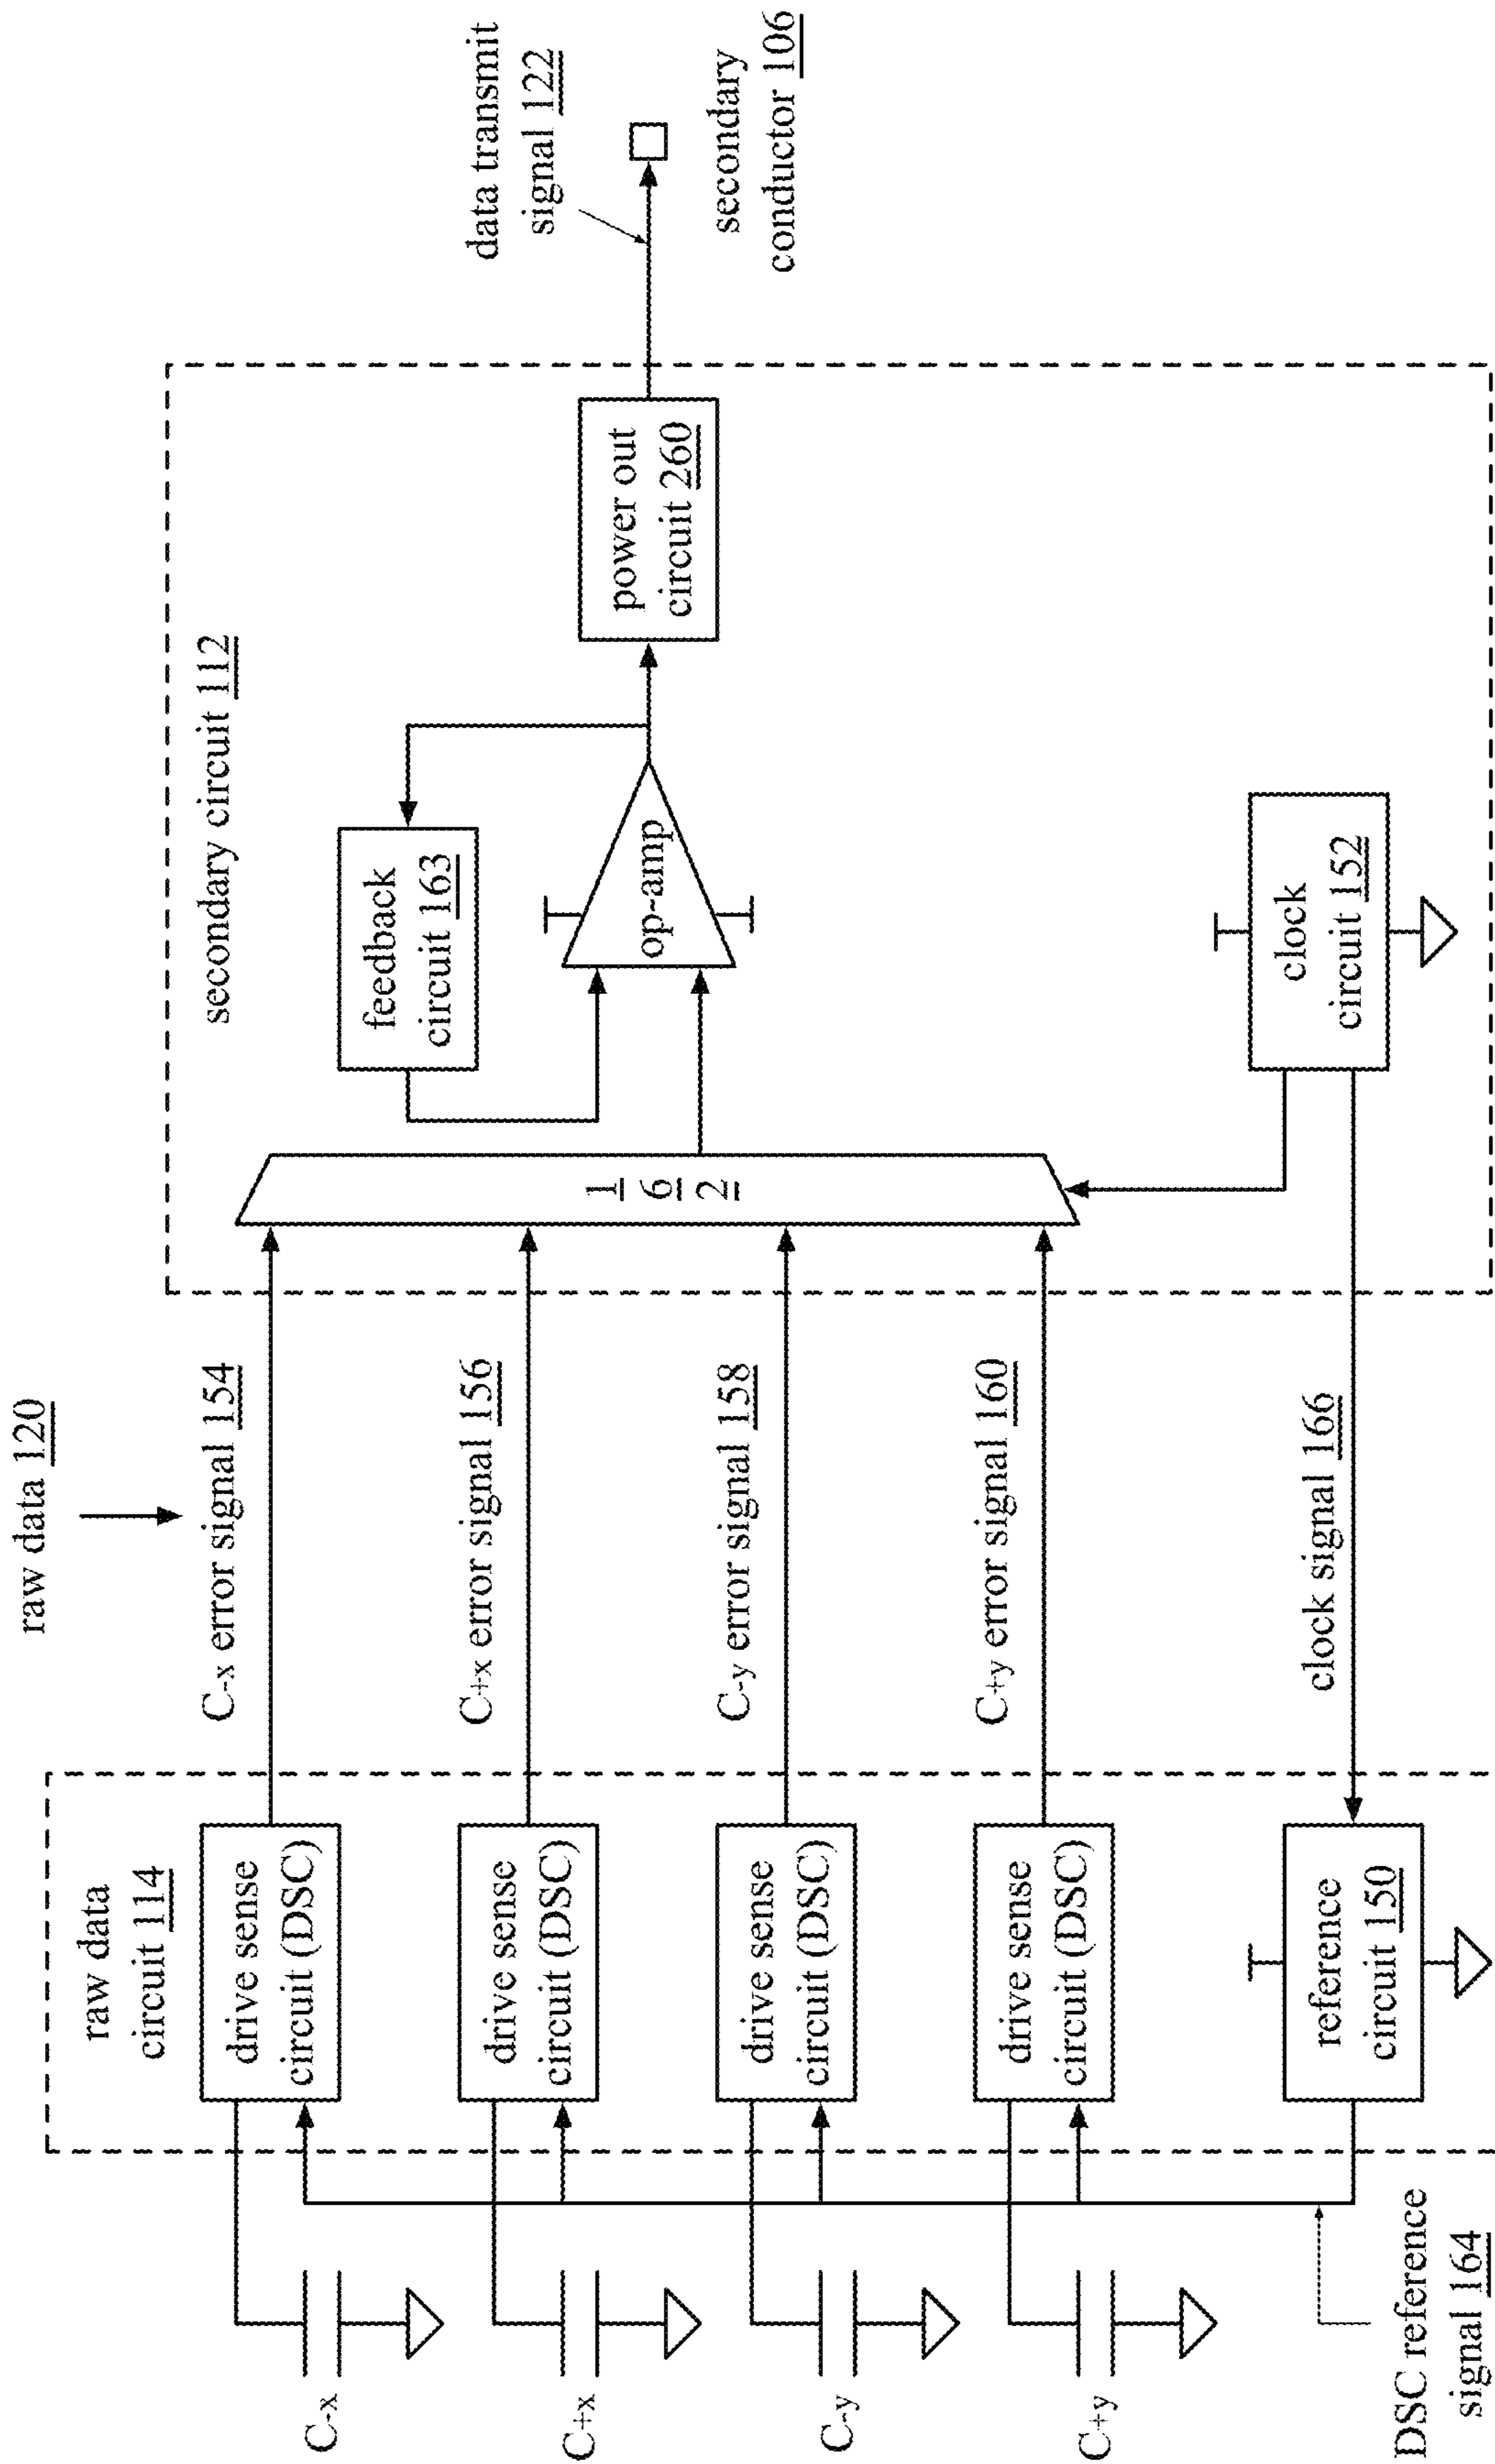 raw data 120
raw data
circuit 114
secondary circuit 112
C-x
drive sense
circuit (DSC)
C-x error signal 154
C+x
drive sense
circuit (DSC)
C+x error signal 156
C-y
drive sense
circuit (DSC)
C-y error signal 158
C+y
drive sense
circuit (DSC)
C+y error signal 160
DSC reference
signal 164
reference
circuit 150
clock signal 166
1
6
2
feedback
circuit 163
op-amp
clock
circuit 152
power out
circuit 260
data transmit
signal 122
secondary
conductor 106